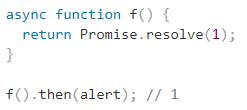 async function f() {
  return Promise.resolve(1);
}

f().then(alert); // 1